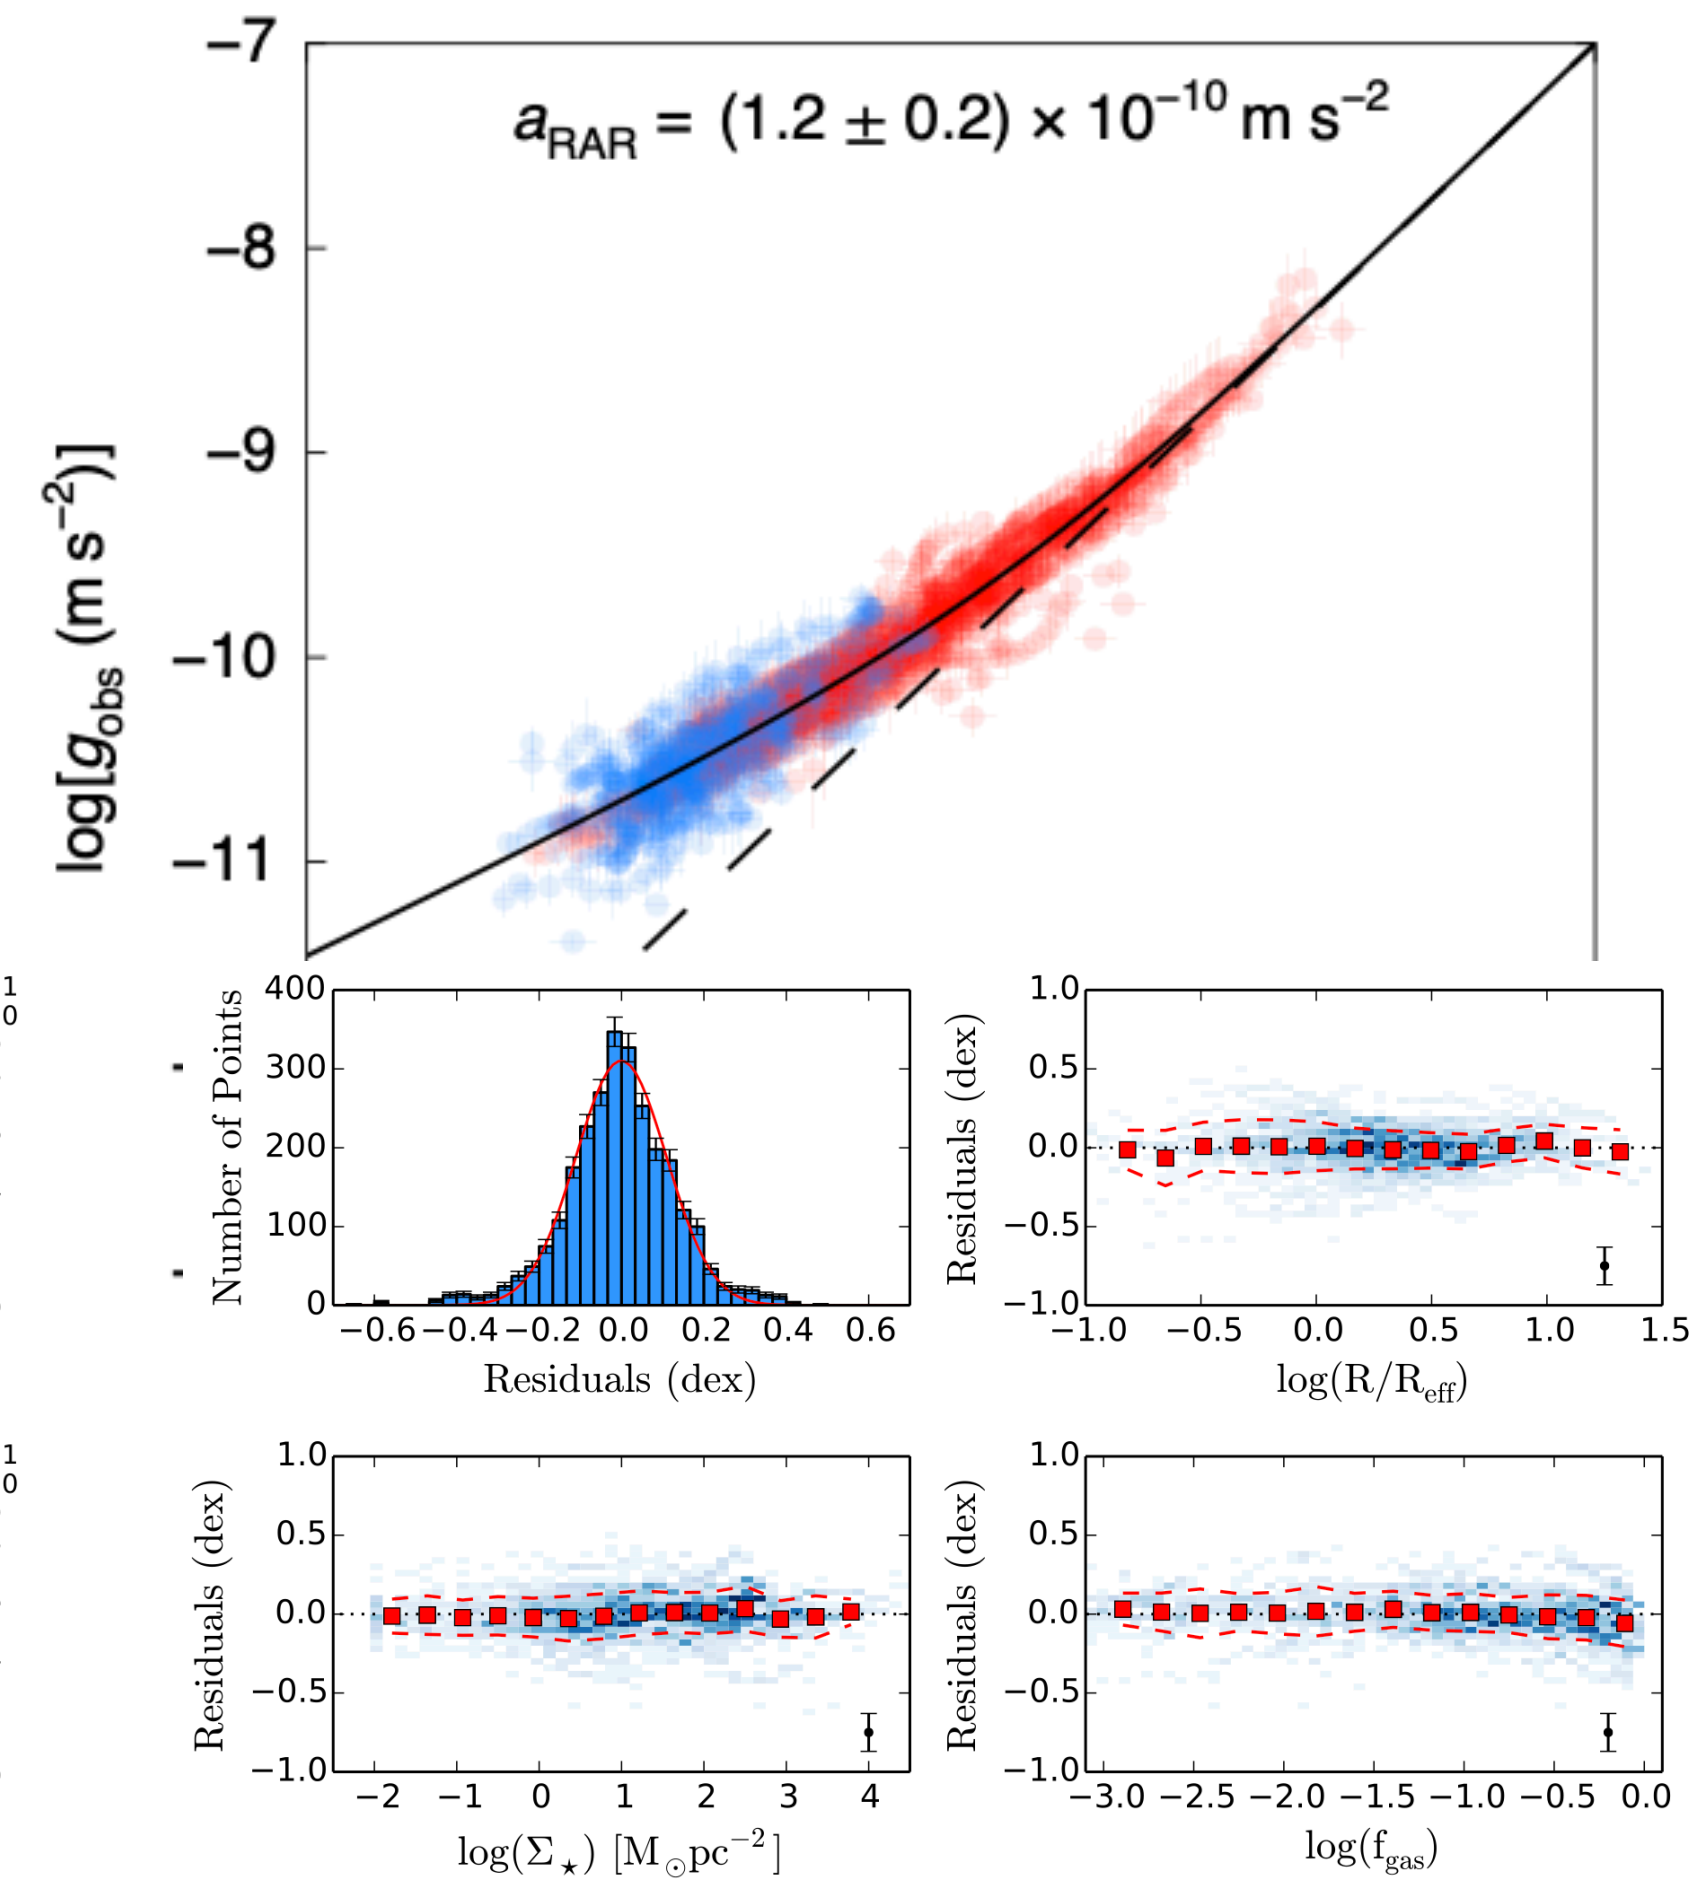 −7
a_RAR = (1.2 ± 0.2) × 10^−10 m s^−2
−8
−9
−10
−11
log[g_obs (m s^−2)]
1
0
400
300
200
100
0
Number of Points
−0.6 −0.4 −0.2 0.0 0.2 0.4 0.6
Residuals (dex)
1.0
0.5
0.0
−0.5
−1.0
Residuals (dex)
−1.0 −0.5 0.0 0.5 1.0 1.5
log(R/R_eff)
1
0
1.0
0.5
0.0
−0.5
−1.0
Residuals (dex)
−2 −1 0 1 2 3 4
log(Σ⋆) [M⊙pc^−2]
1.0
0.5
0.0
−0.5
−1.0
Residuals (dex)
−3.0 −2.5 −2.0 −1.5 −1.0 −0.5 0.0
log(f_gas)